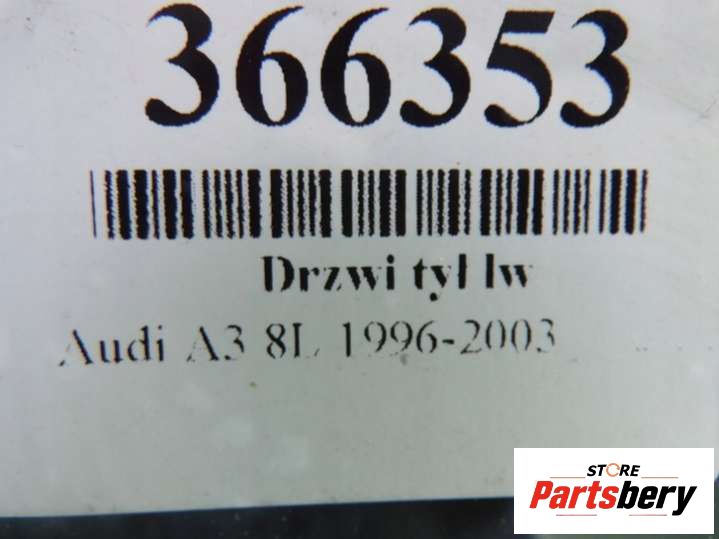 366353
Drzwi tył lw
Audi A3 8L 1996-2003
STORE
Partsbery